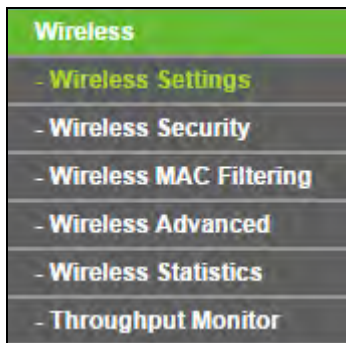 Wireless
- Wireless Settings
- Wireless Security
- Wireless MAC Filtering
- Wireless Advanced
- Wireless Statistics
- Throughput Monitor